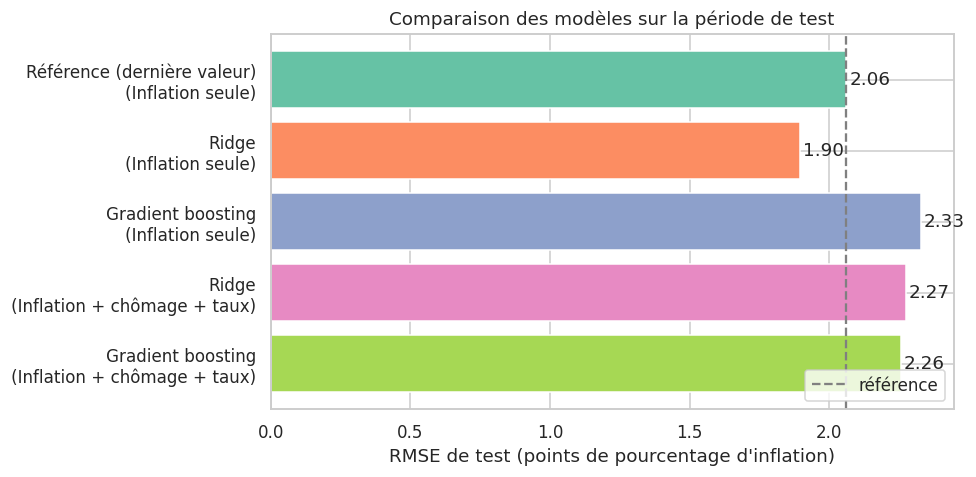 Comparaison des modèles sur la période de test
Référence (dernière valeur)
(Inflation seule)
2.06
Ridge
(Inflation seule)
1.90
Gradient boosting
(Inflation seule)
2.33
Ridge
(Inflation + chômage + taux)
2.27
Gradient boosting
(Inflation + chômage + taux)
2.26
référence
0.0 0.5 1.0 1.5 2.0
RMSE de test (points de pourcentage d'inflation)